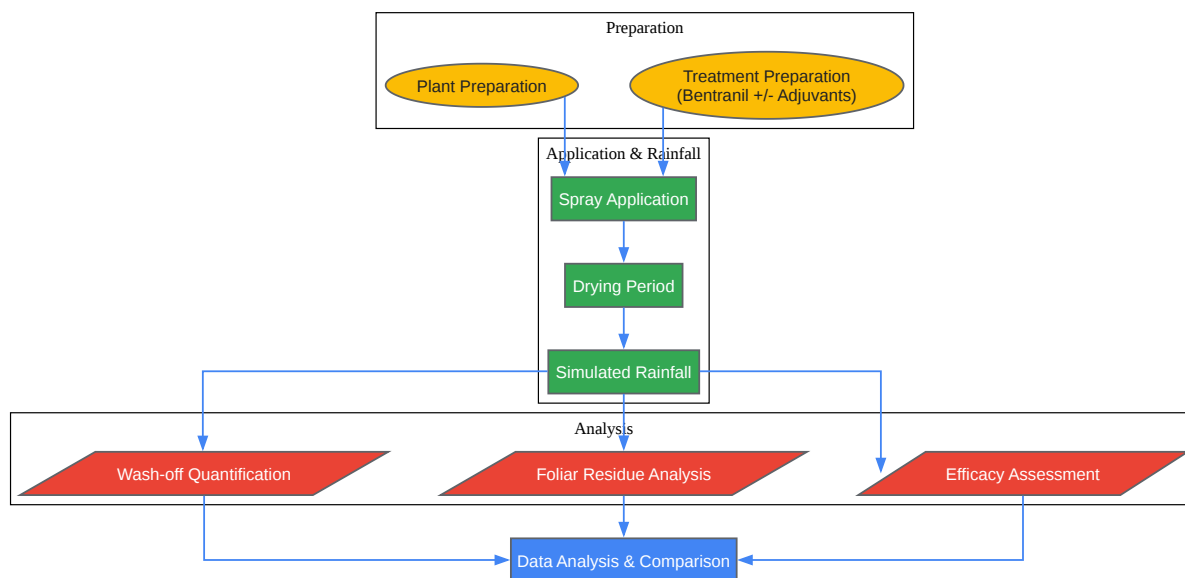 Preparation
Plant Preparation
Treatment Preparation
(Bentranil +/- Adjuvants)
Application & Rainfall
Spray Application
Drying Period
Simulated Rainfall
Analysis
Wash-off Quantification
Foliar Residue Analysis
Efficacy Assessment
Data Analysis & Comparison